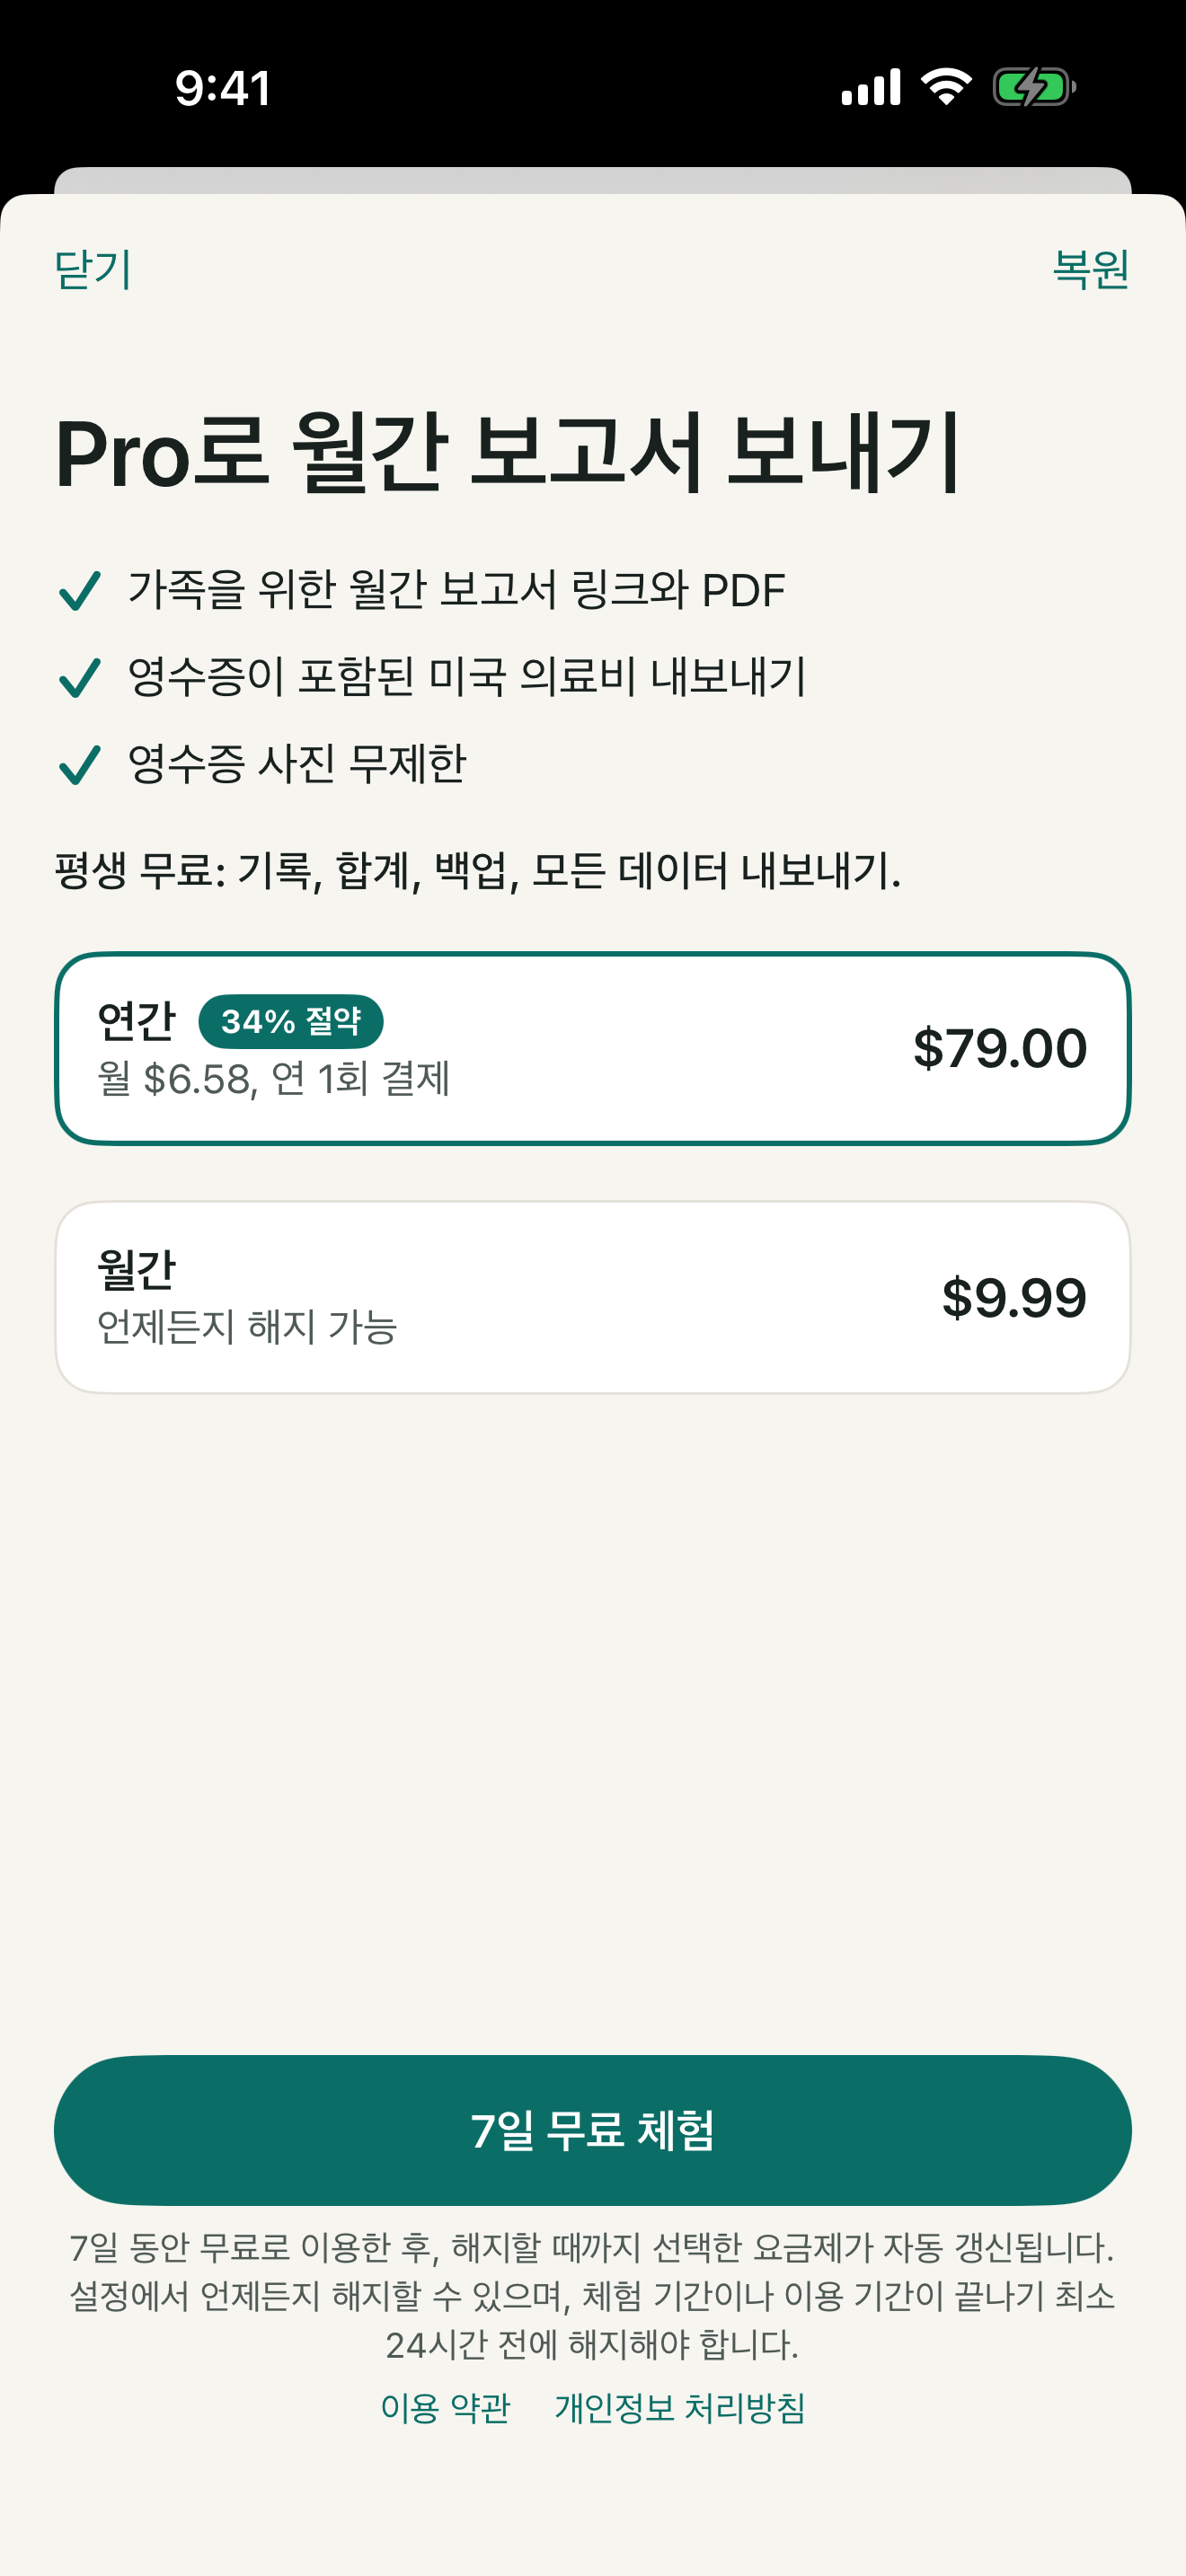 9:41
닫기
복원
Pro로 월간 보고서 보내기
가족을 위한 월간 보고서 링크와 PDF
영수증이 포함된 미국 의료비 내보내기
영수증 사진 무제한
평생 무료: 기록, 합계, 백업, 모든 데이터 내보내기.
연간 34% 절약
월 $6.58, 연 1회 결제
$79.00
월간
언제든지 해지 가능
$9.99
7일 무료 체험
7일 동안 무료로 이용한 후, 해지할 때까지 선택한 요금제가 자동 갱신됩니다.
설정에서 언제든지 해지할 수 있으며, 체험 기간이나 이용 기간이 끝나기 최소
24시간 전에 해지해야 합니다.
이용 약관 개인정보 처리방침